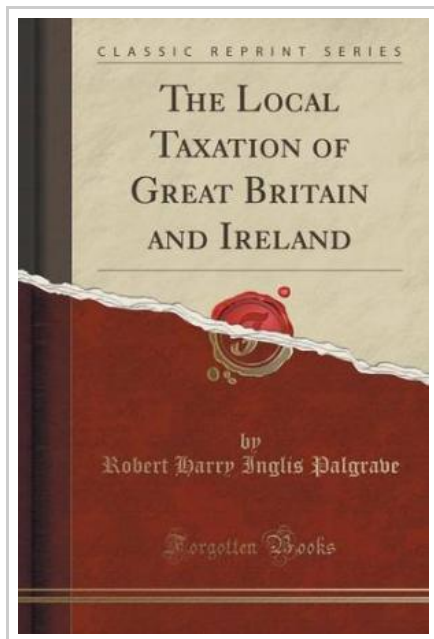 CLASSIC REPRINT SERIES
THE LOCAL
TAXATION OF
GREAT BRITAIN
AND IRELAND
by
Robert Harry Inglis Palgrave
Forgotten Books